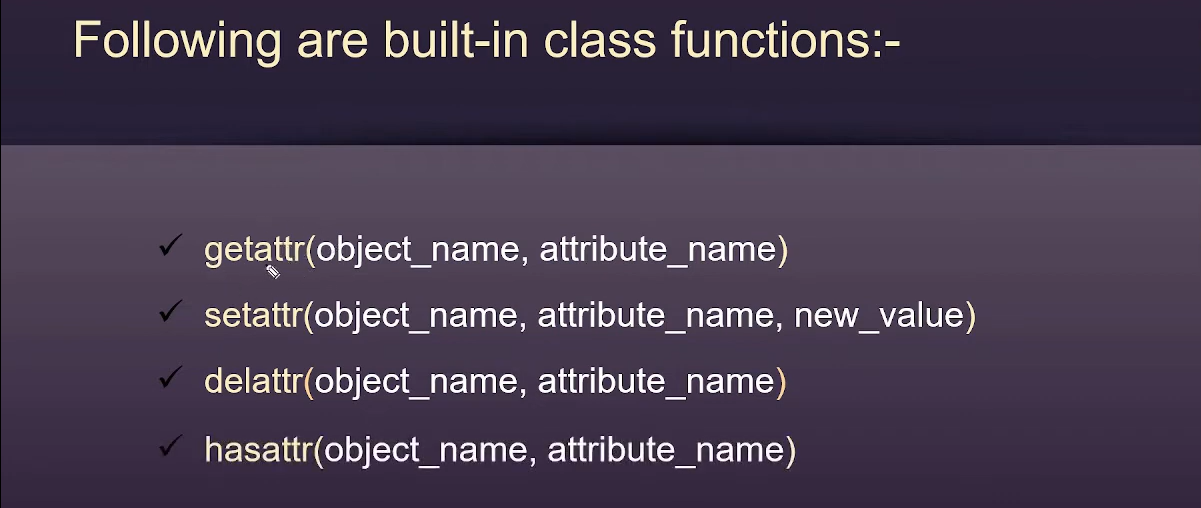 Following are built-in class functions:-
getattr(object_name, attribute_name)
setattr(object_name, attribute_name, new_value)
delattr(object_name, attribute_name)
hasattr(object_name, attribute_name)